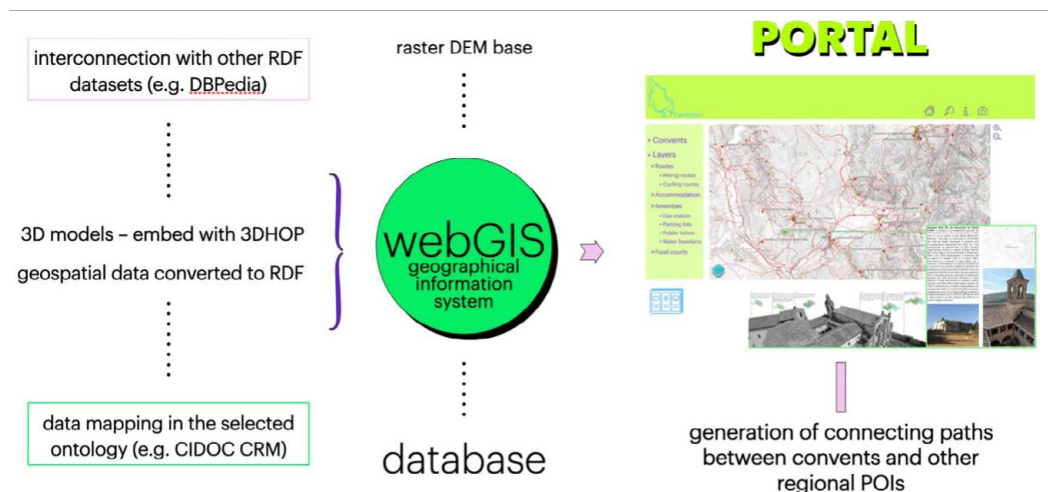 interconnection with other RDF
datasets (e.g. DBPedia)
3D models – embed with 3DHOP
geospatial data converted to RDF
data mapping in the selected
ontology (e.g. CIDOC CRM)
raster DEM base
webGIS
geographical
information
system
database
PORTAL
Convents
Layers
Routes
Hiking routes
Cycling routes
Accommodation
Amenities
Gas station
Parking lots
Public toilets
Water fountains
generation of connecting paths
between convents and other
regional POIs